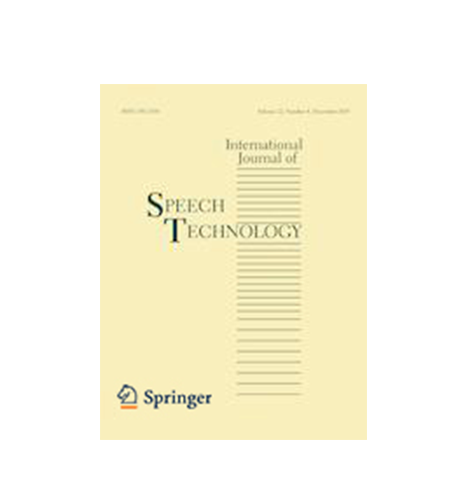 International
Journal of
SPEECH
TECHNOLOGY
Springer